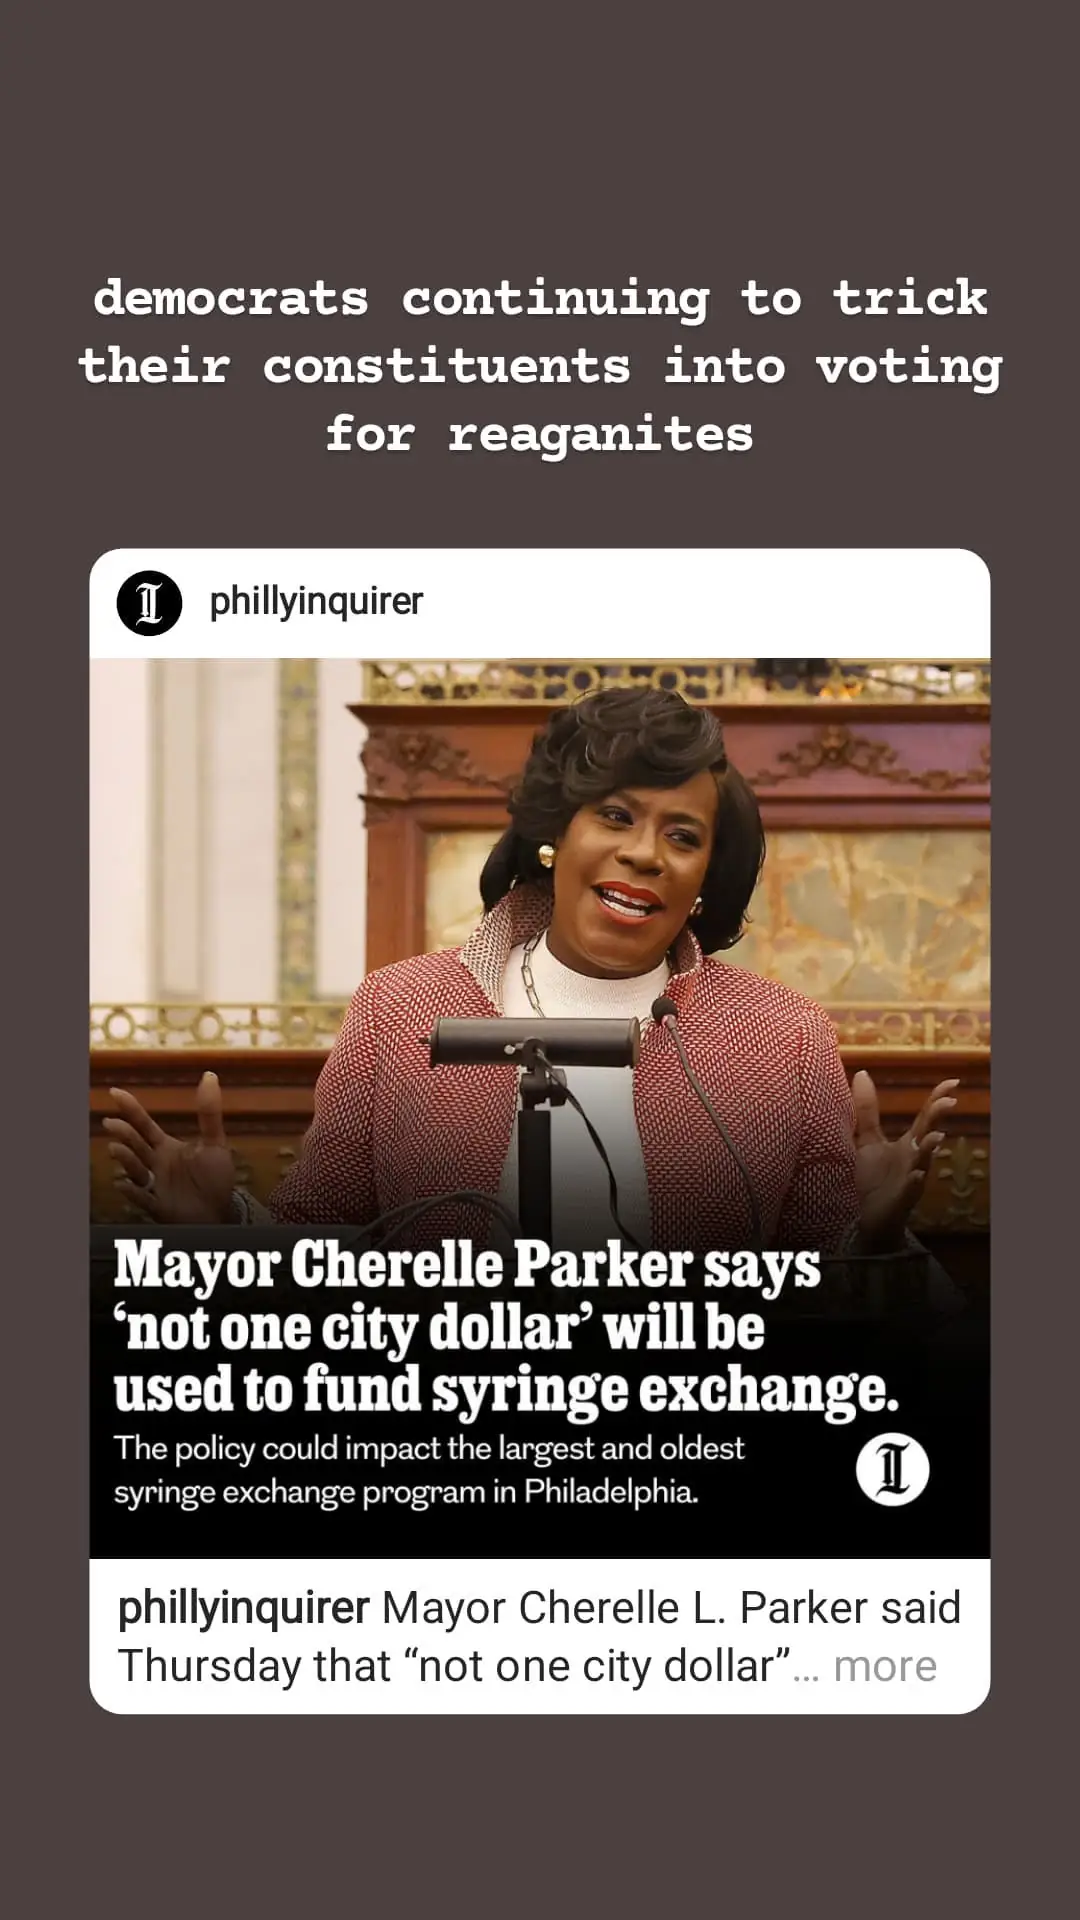 democrats continuing to trick
their constituents into voting
for reaganites
phillyinquirer
Mayor Cherelle Parker says
‘not one city dollar’ will be
used to fund syringe exchange.
The policy could impact the largest and oldest
syringe exchange program in Philadelphia.
phillyinquirer Mayor Cherelle L. Parker said
Thursday that “not one city dollar”... more